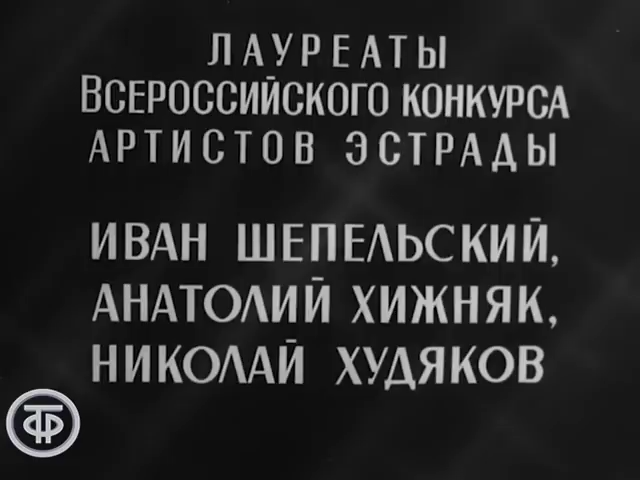 ЛАУРЕАТЫ
ВСЕРОССИЙСКОГО КОНКУРСА
АРТИСТОВ ЭСТРАДЫ
ИВАН ШЕПЕЛЬСКИЙ,
АНАТОЛИЙ ХИЖНЯК,
НИКОЛАЙ ХУДЯКОВ